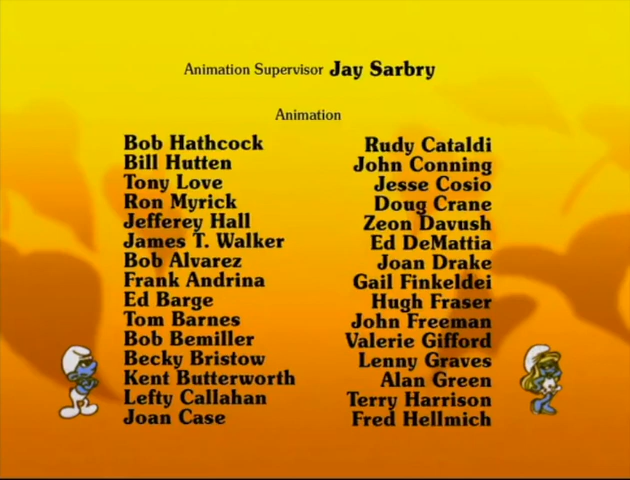 Animation Supervisor Jay Sarbry
Animation
Bob Hathcock
Bill Hutten
Tony Love
Ron Myrick
Jefferey Hall
James T. Walker
Bob Alvarez
Frank Andrina
Ed Barge
Tom Barnes
Bob Bemiller
Becky Bristow
Kent Butterworth
Lefty Callahan
Joan Case
Rudy Cataldi
John Conning
Jesse Cosio
Doug Crane
Zeon Davush
Ed DeMattia
Joan Drake
Gail Finkeldei
Hugh Fraser
John Freeman
Valerie Gifford
Lenny Graves
Alan Green
Terry Harrison
Fred Hellmich